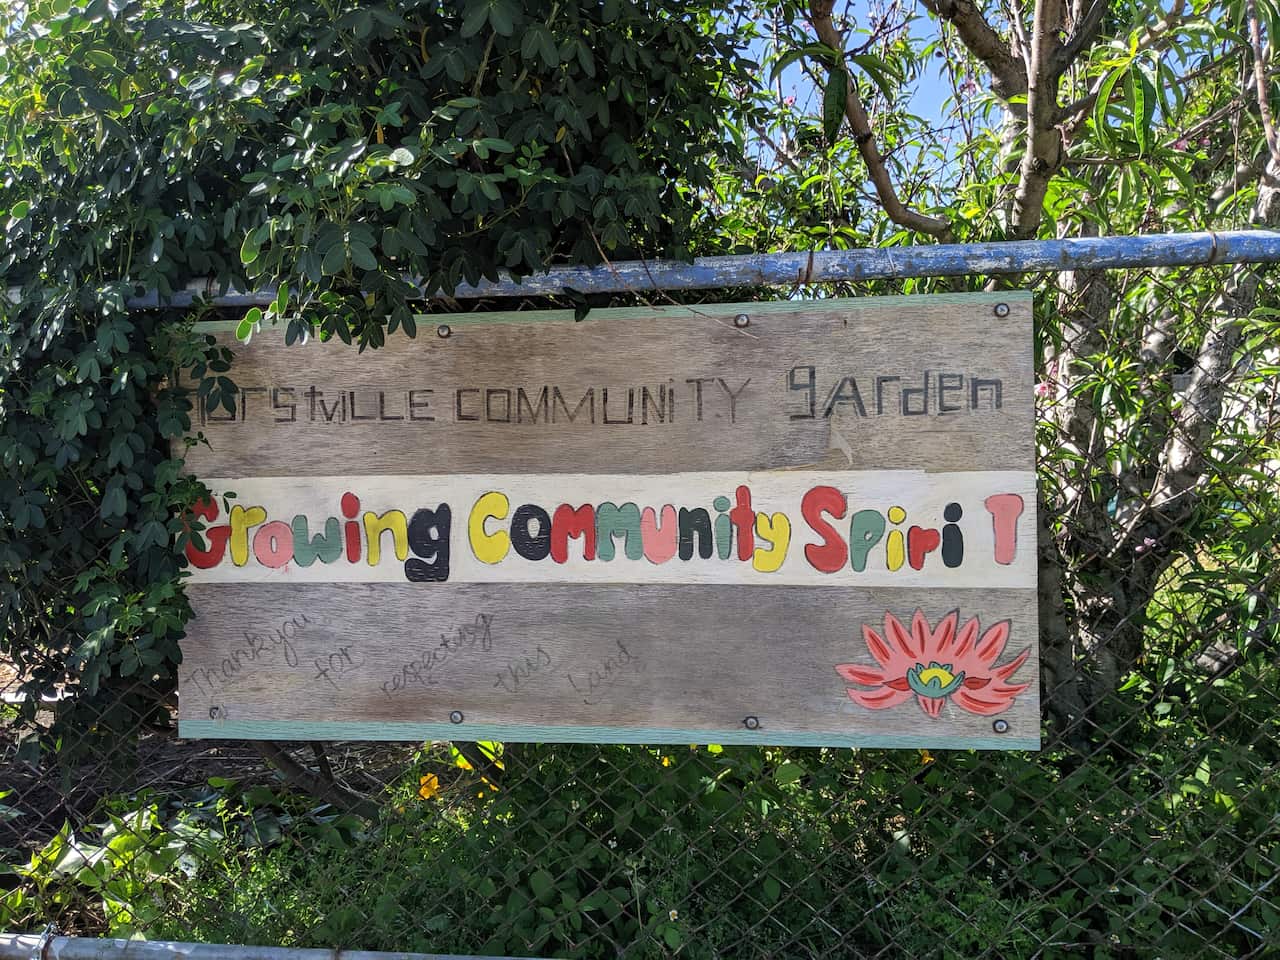 COMMUNiTY gArden
Growing Community SpiriT
Thankyou for respecting this land